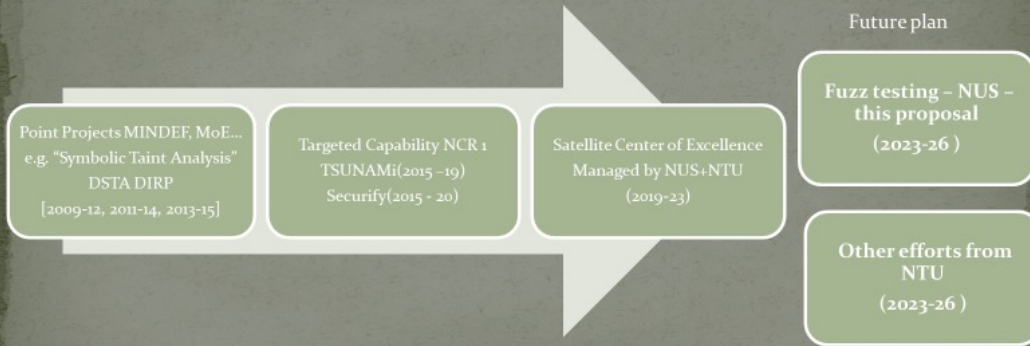 Future plan
Point Projects MINDEF, MoE...
e.g. “Symbolic Taint Analysis”
DSTA DIRP
[2009-12, 2011-14, 2013-15]
Targeted Capability NCR 1
TSUNAMi(2015 –19)
Securify(2015 - 20)
Satellite Center of Excellence
Managed by NUS+NTU
(2019-23)
Fuzz testing – NUS –
this proposal
(2023-26 )
Other efforts from
NTU
(2023-26 )